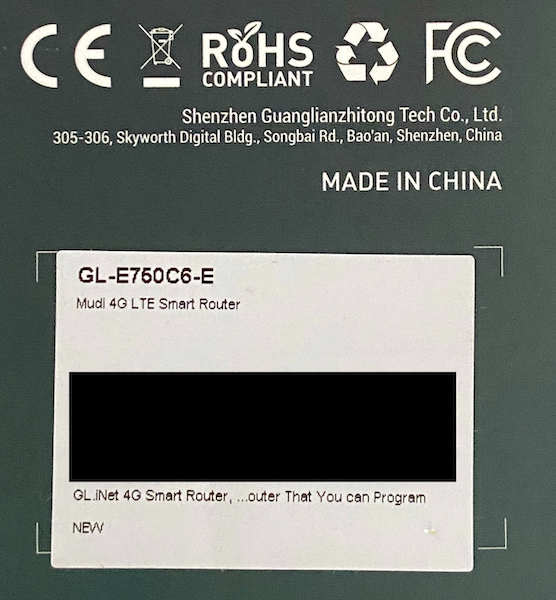 CE RoHS COMPLIANT FC
Shenzhen Guanglianzhitong Tech Co., Ltd.
305-306, Skyworth Digital Bldg., Songbai Rd., Bao'an, Shenzhen, China
MADE IN CHINA
GL-E750C6-E
Mudi 4G LTE Smart Router
GL.iNet 4G Smart Router, ...outer That You can Program
NEW